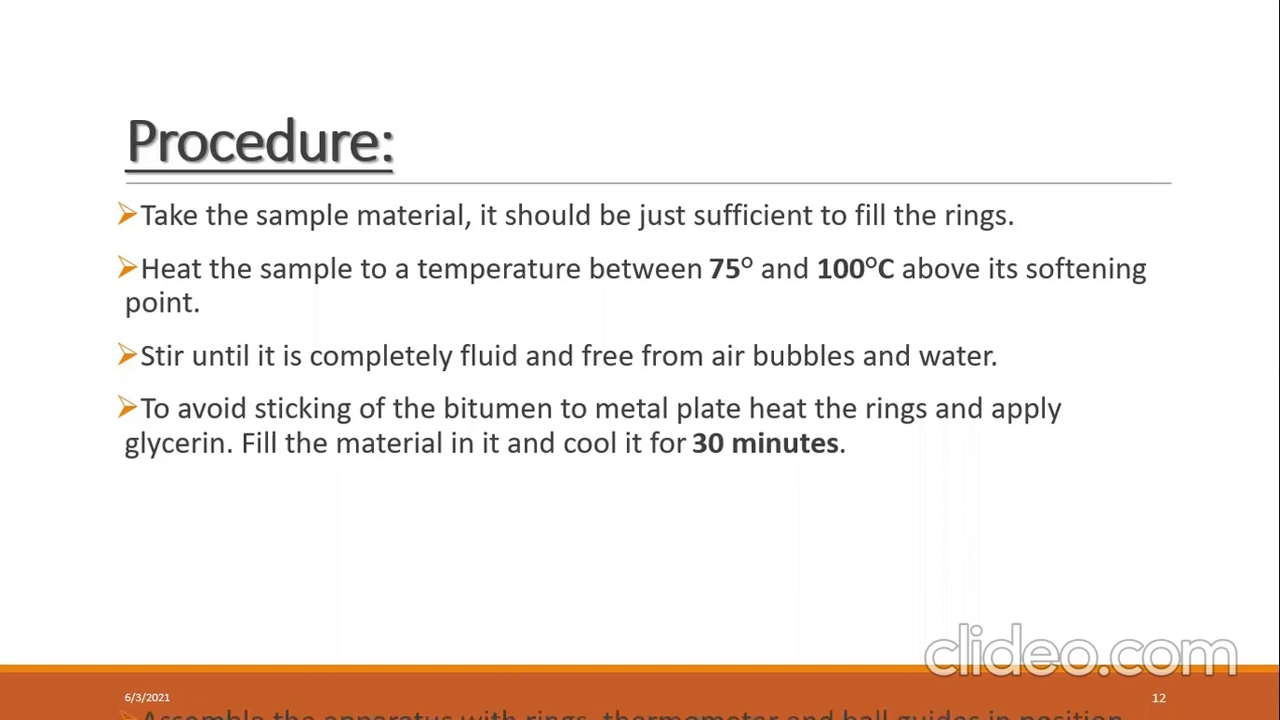 Procedure:
➢Take the sample material, it should be just sufficient to fill the rings.
➢Heat the sample to a temperature between 75° and 100°C above its softening
point.
➢Stir until it is completely fluid and free from air bubbles and water.
➢To avoid sticking of the bitumen to metal plate heat the rings and apply
glycerin. Fill the material in it and cool it for 30 minutes.
clideo.com
6/3/2021
12
➢Assemble the apparatus with rings, thermometer and ball guides in position.